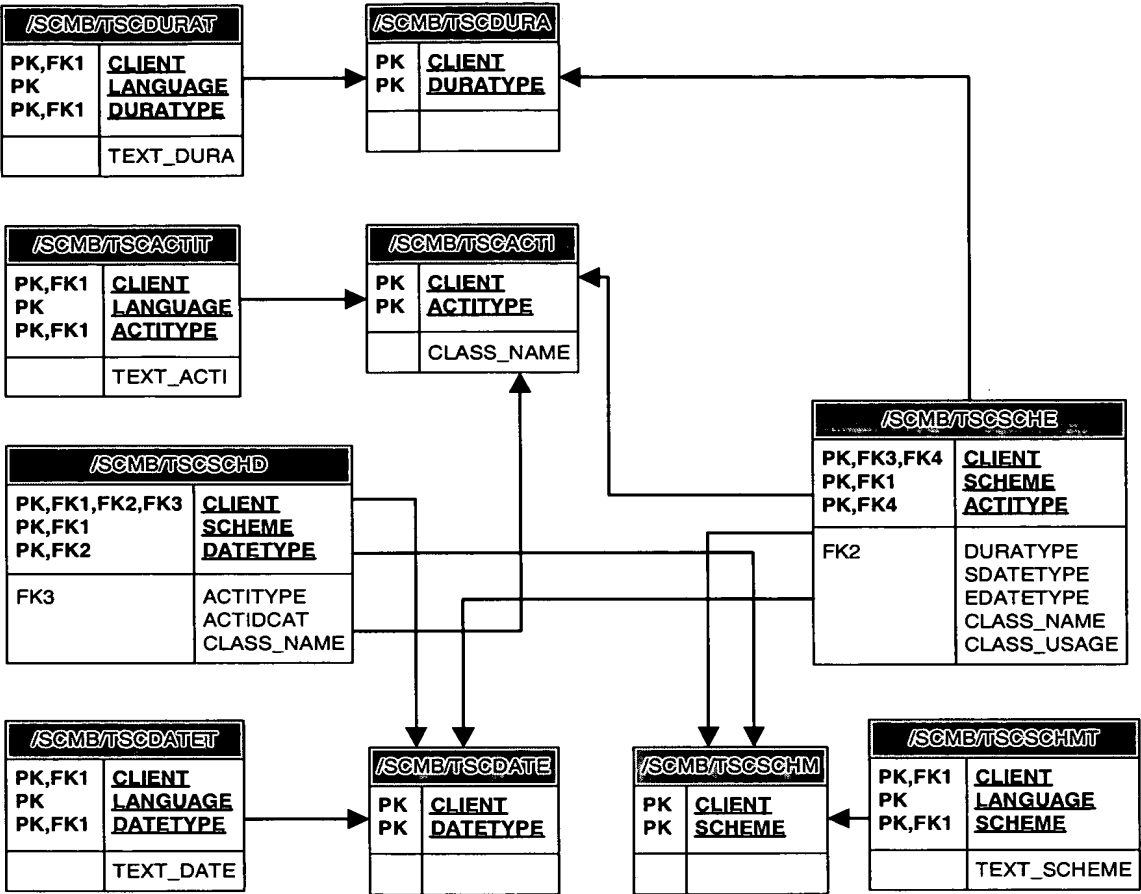 /SCMB/TSCDURAT
PK,FK1 CLIENT
PK LANGUAGE
PK,FK1 DURATYPE
TEXT_DURA
/SCMB/TSCDURA
PK CLIENT
PK DURATYPE
/SCMB/TSCACTIT
PK,FK1 CLIENT
PK LANGUAGE
PK,FK1 ACTITYPE
TEXT_ACTI
/SCMB/TSCACTI
PK CLIENT
PK ACTITYPE
CLASS_NAME
/SCMB/TSCSCHD
PK,FK1,FK2,FK3 CLIENT
PK,FK1 SCHEME
PK,FK2 DATETYPE
FK3 ACTITYPE
ACTIDCAT
CLASS_NAME
/SCMB/TSCSCHE
PK,FK3,FK4 CLIENT
PK,FK1 SCHEME
PK,FK4 ACTITYPE
FK2 DURATYPE
SDATETYPE
EDATETYPE
CLASS_NAME
CLASS_USAGE
/SCMB/TSCDATET
PK,FK1 CLIENT
PK LANGUAGE
PK,FK1 DATETYPE
TEXT_DATE
/SCMB/TSCDATE
PK CLIENT
PK DATETYPE
/SCMB/TSCSCHM
PK CLIENT
PK SCHEME
/SCMB/TSCSCHMT
PK,FK1 CLIENT
PK LANGUAGE
PK,FK1 SCHEME
TEXT_SCHEME